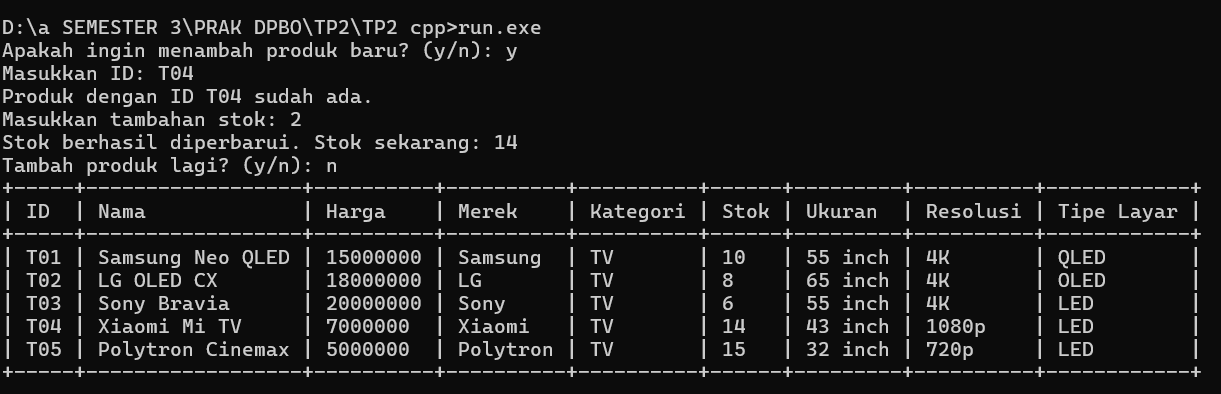 D:\a SEMESTER 3\PRAK DPBO\TP2\TP2 cpp>run.exe
Apakah ingin menambah produk baru? (y/n): y
Masukkan ID: T04
Produk dengan ID T04 sudah ada.
Masukkan tambahan stok: 2
Stok berhasil diperbarui. Stok sekarang: 14
Tambah produk lagi? (y/n): n
+-----+------------------+----------+----------+----------+------+---------+----------+------------+
| ID  | Nama             | Harga    | Merek    | Kategori | Stok | Ukuran  | Resolusi | Tipe Layar |
+-----+------------------+----------+----------+----------+------+---------+----------+------------+
| T01 | Samsung Neo QLED | 15000000 | Samsung  | TV       | 10   | 55 inch | 4K       | QLED       |
| T02 | LG OLED CX       | 18000000 | LG       | TV       | 8    | 65 inch | 4K       | OLED       |
| T03 | Sony Bravia      | 20000000 | Sony     | TV       | 6    | 55 inch | 4K       | LED        |
| T04 | Xiaomi Mi TV     | 7000000  | Xiaomi   | TV       | 14   | 43 inch | 1080p    | LED        |
| T05 | Polytron Cinemax | 5000000  | Polytron | TV       | 15   | 32 inch | 720p     | LED        |
+-----+------------------+----------+----------+----------+------+---------+----------+------------+